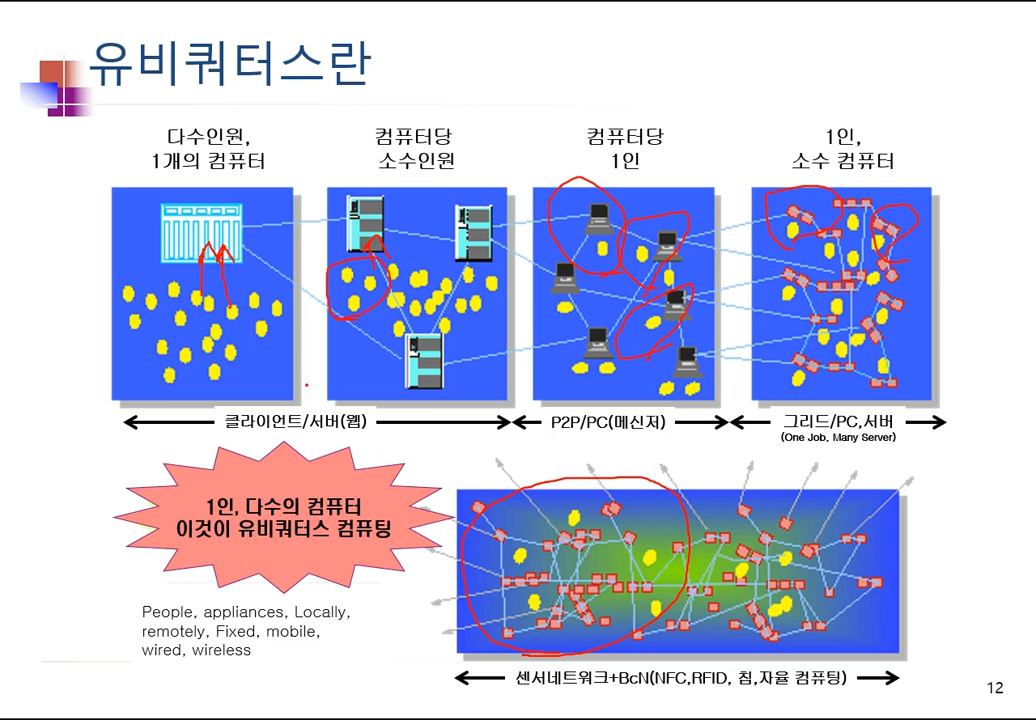 유비쿼터스란
다수인원,
1개의 컴퓨터
컴퓨터당
소수인원
컴퓨터당
1인
1인,
소수 컴퓨터
클라이언트/서버(웹)
P2P/PC(메신저)
그리드/PC,서버
(One Job, Many Server)
1인, 다수의 컴퓨터
이것이 유비쿼터스 컴퓨팅
People, appliances, Locally,
remotely, Fixed, mobile,
wired, wireless
센서네트워크+BcN(NFC,RFID, 칩,자율 컴퓨팅)
12